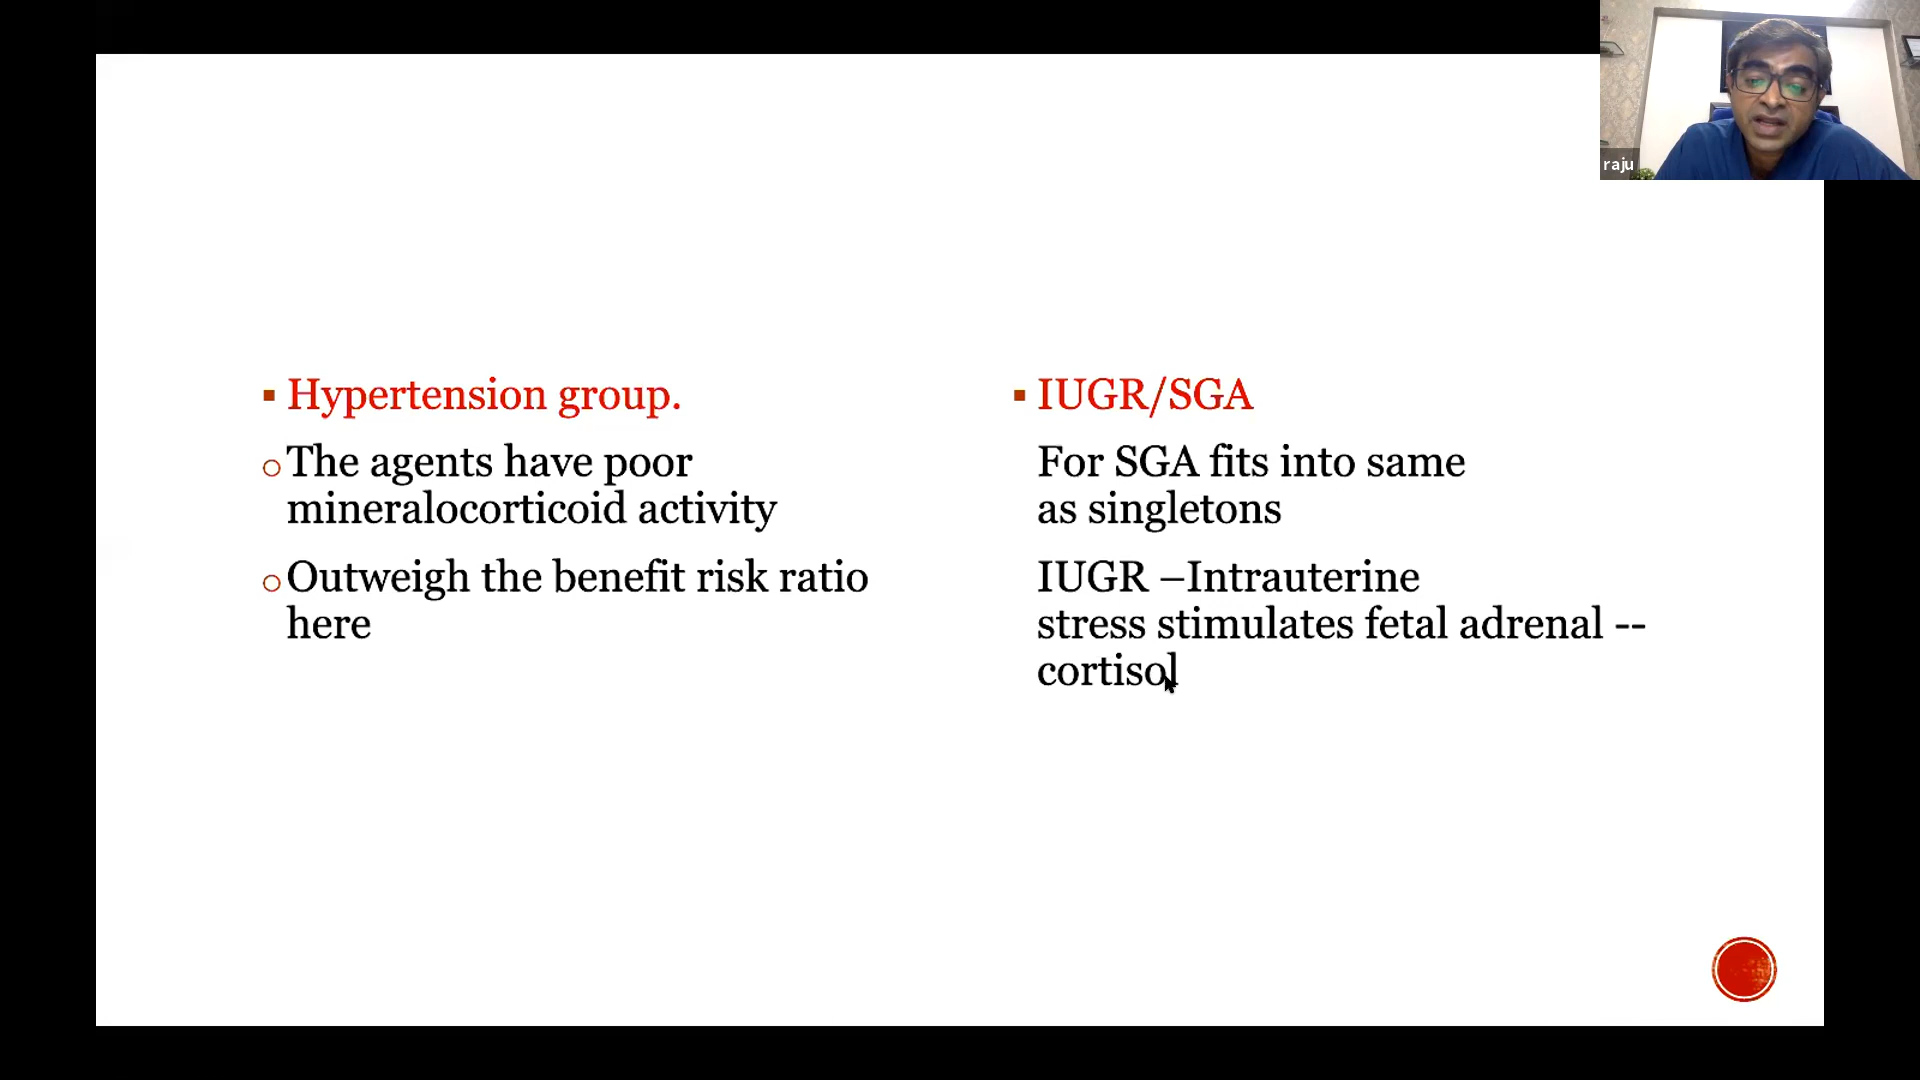 raju
Hypertension group.
The agents have poor
mineralocorticoid activity
Outweigh the benefit risk ratio
here
IUGR/SGA
For SGA fits into same
as singletons
IUGR –Intrauterine
stress stimulates fetal adrenal --
cortisol